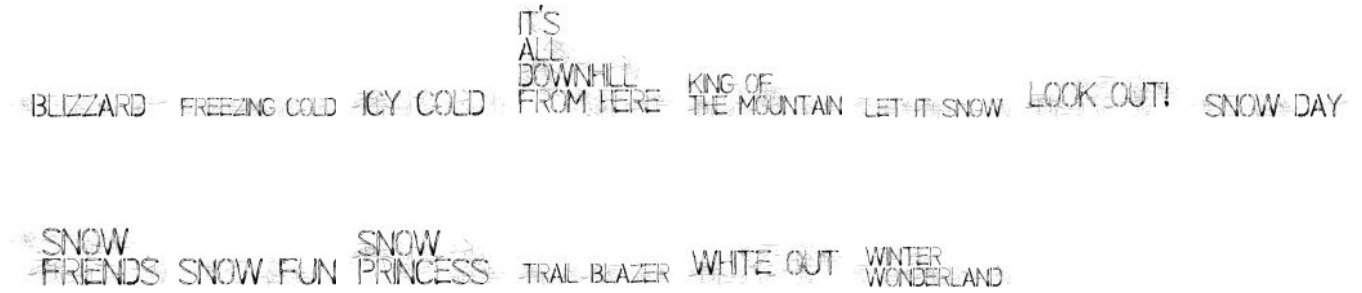 BLIZZARD
FREEZING COLD
ICY COLD
IT'S
ALL
DOWNHILL
FROM HERE
KING OF
THE MOUNTAIN
LET IT SNOW
LOOK OUT!
SNOW DAY
SNOW
FRIENDS
SNOW FUN
SNOW
PRINCESS
TRAIL BLAZER
WHITE OUT
WINTER
WONDERLAND